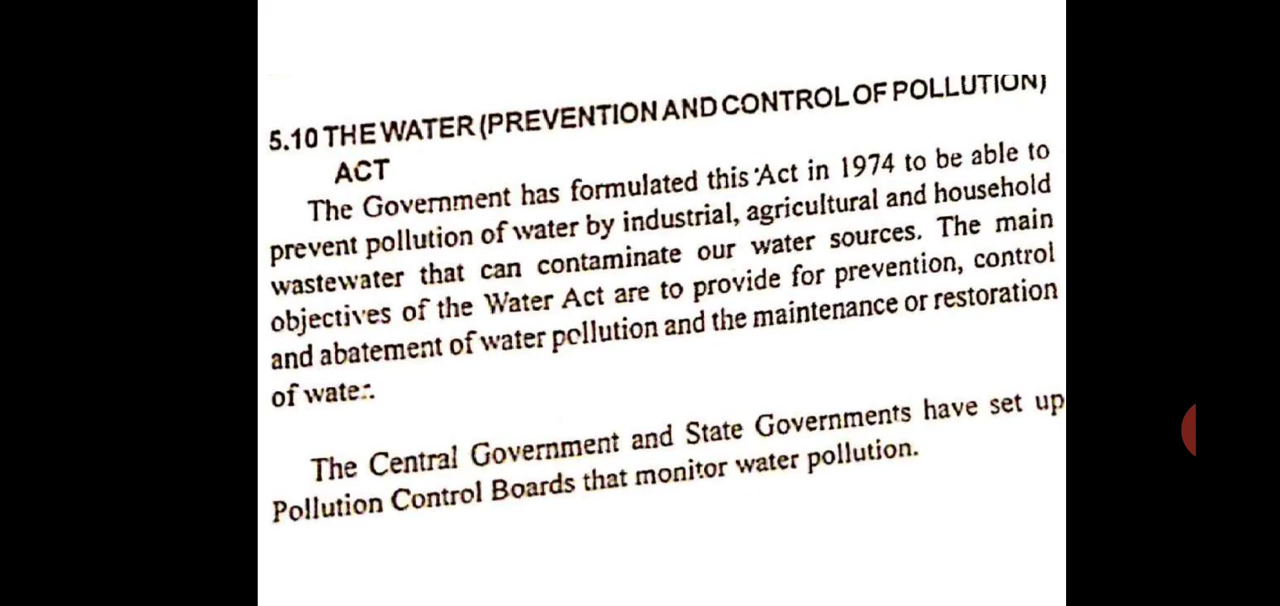 5.10 THE WATER (PREVENTION AND CONTROL OF POLLUTION)
ACT
The Government has formulated this Act in 1974 to be able to
prevent pollution of water by industrial, agricultural and household
wastewater that can contaminate our water sources. The main
objectives of the Water Act are to provide for prevention, control
and abatement of water pollution and the maintenance or restoration
of water.
The Central Government and State Governments have set up
Pollution Control Boards that monitor water pollution.